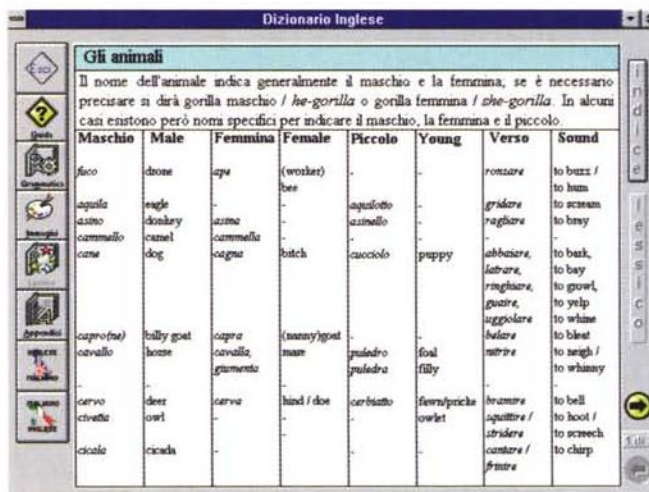 Dizionario Inglese
Gli animali
Il nome dell'animale indica generalmente il maschio e la femmina; se è necessario
precisare si dirà gorilla maschio / he-gorilla o gorilla femmina / she-gorilla. In alcuni
casi esistono però nomi specifici per indicare il maschio, la femmina e il piccolo.
Maschio Male Femmina Female Piccolo Young Verso Sound
fuco drone ape (worker) - - ronzare to buzz /
bee to hum
aquila eagle - - aquilotto - gridare to scream
asino donkey asina - asinello - ragliare to bray
cammello camel cammella - - - - -
cane dog cagna bitch cucciolo puppy abbaiare, to bark,
latrare, to bay
ringhiare, to growl,
guaire, to yelp
uggiolare to whine
capro(ne) billy goat capra (nanny)goat - - belare to bleat
cavallo horse cavalla, mare puledro foal nitrire to neigh /
giumenta puledra filly to whinny
- - - -
cervo deer cerva hind / doe cerbiatto fawn/pricke bramire to bell
civetta owl - - owlet squittire / to hoot /
- stridere to screech
cicala cicada - - - cantare / to chirp
frinire
Esci
Guida
Grammatica
Immagini
Appendici
INGLESE
ITALIANO
ITALIANO
INGLESE
indice
lessico
1 di